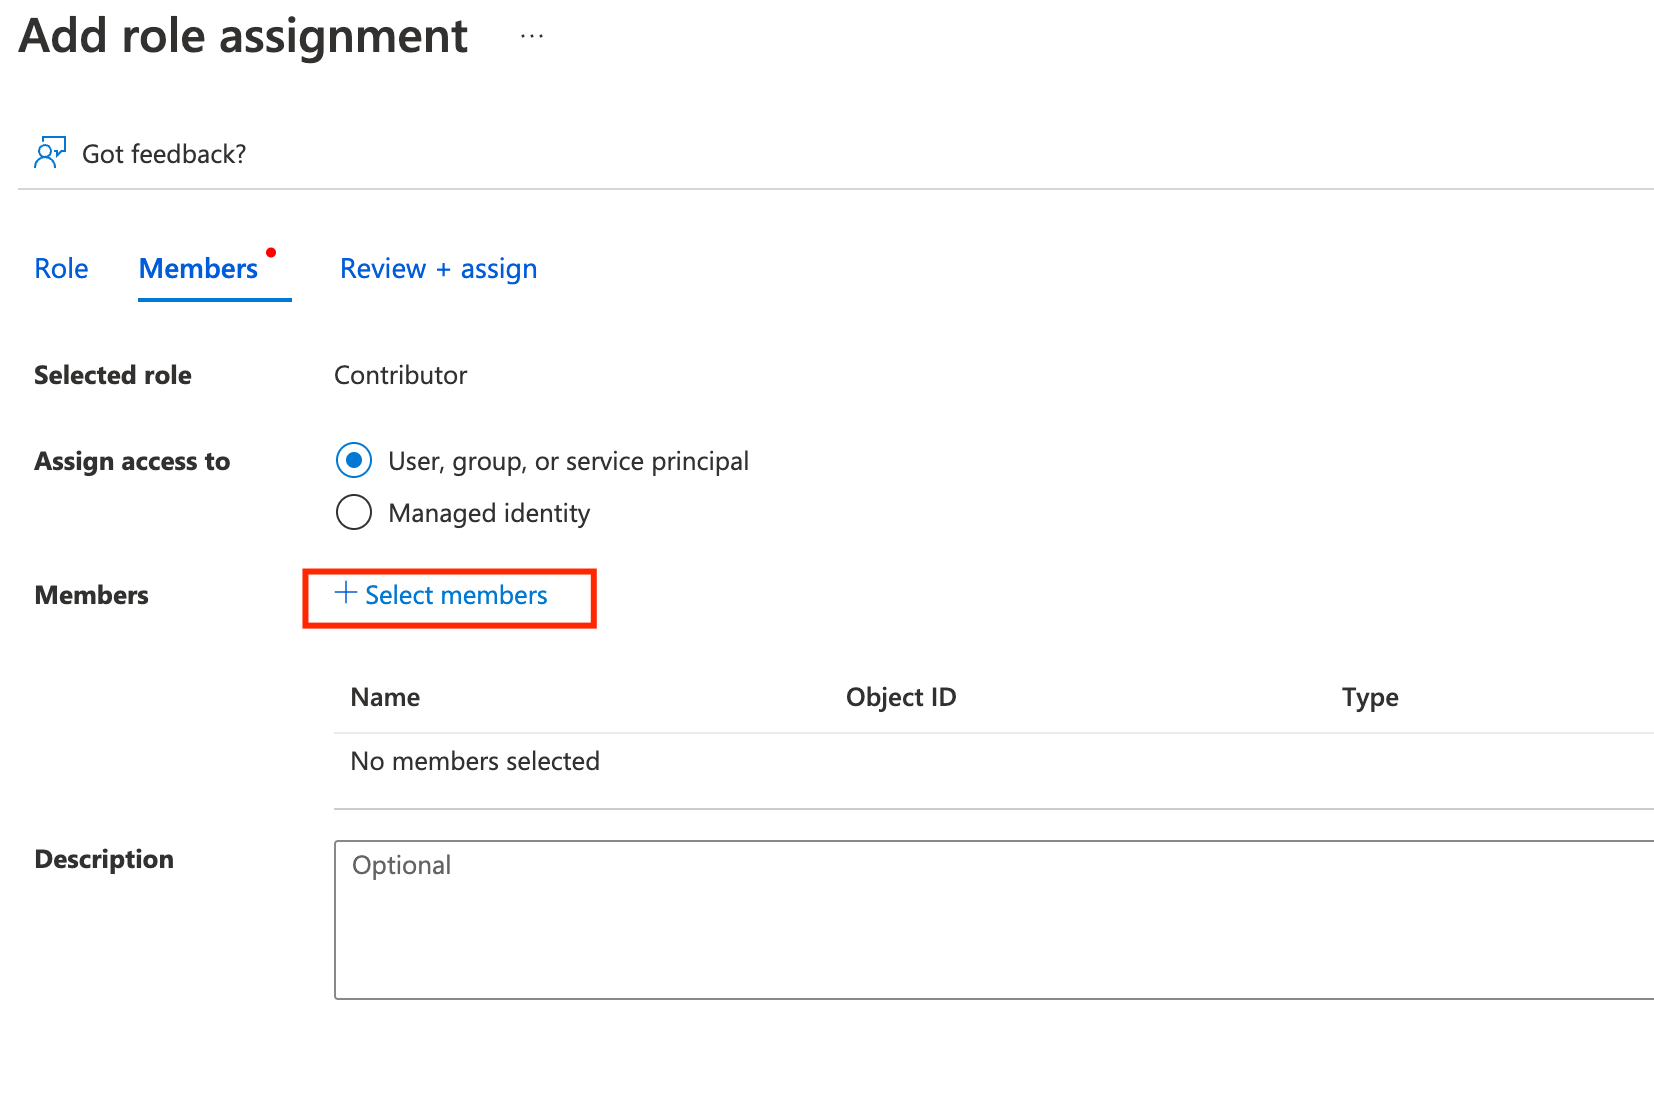 Add role assignment ...
Got feedback?
Role Members Review + assign
Selected role Contributor
Assign access to User, group, or service principal
Managed identity
Members + Select members
Name Object ID Type
No members selected
Description Optional